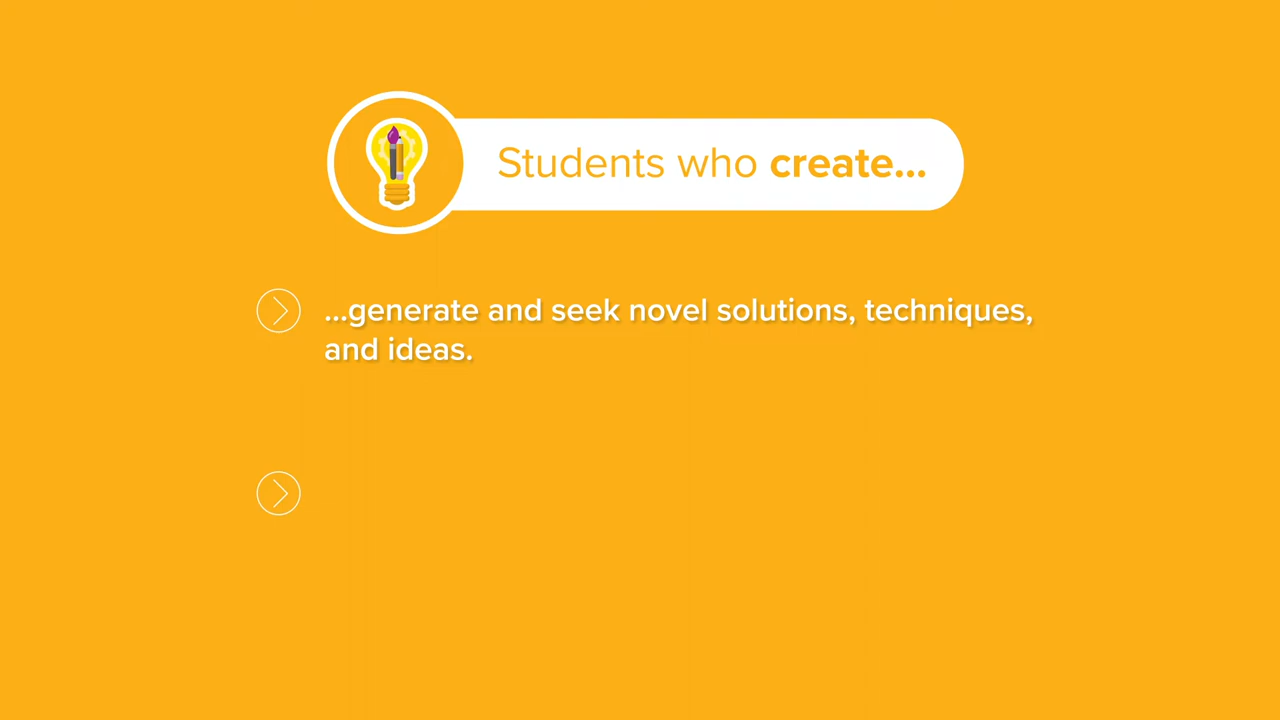 Students who create...
...generate and seek novel solutions, techniques,
and ideas.